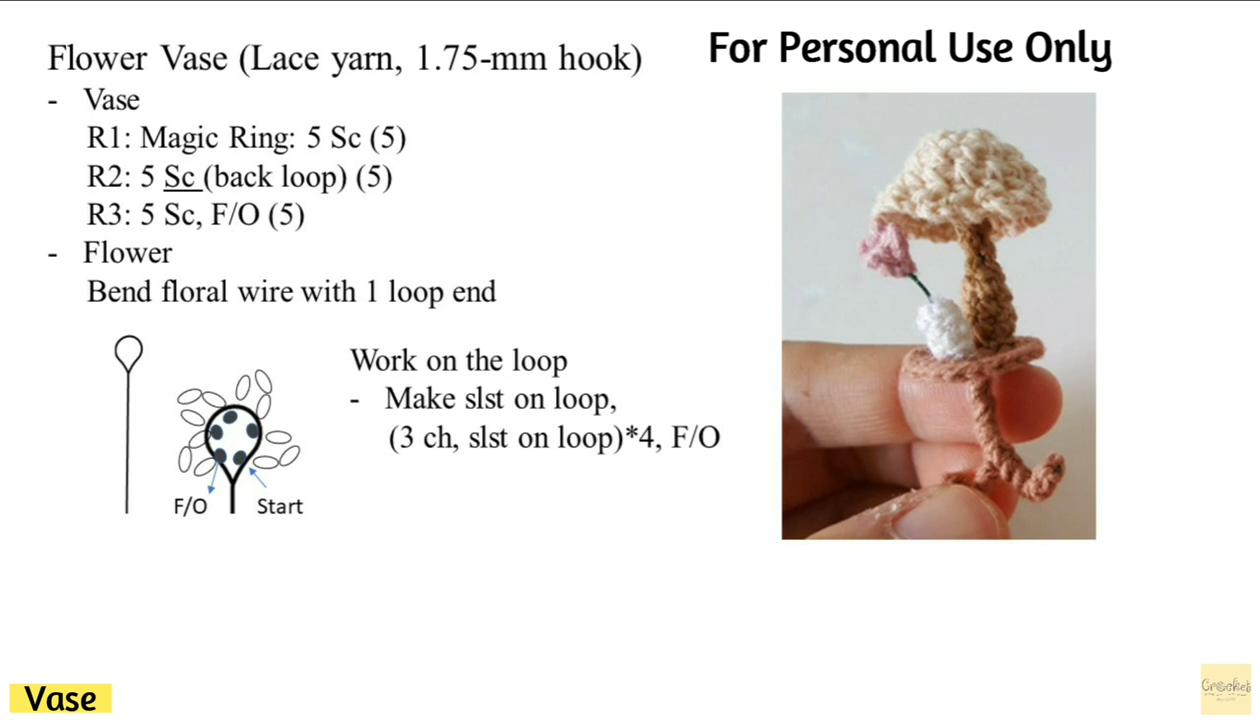 Flower Vase (Lace yarn, 1.75-mm hook)
For Personal Use Only
- Vase
R1: Magic Ring: 5 Sc (5)
R2: 5 Sc (back loop) (5)
R3: 5 Sc, F/O (5)
- Flower
Bend floral wire with 1 loop end
Work on the loop
- Make slst on loop,
(3 ch, slst on loop)*4, F/O
F/O
Start
Vase
Crochet